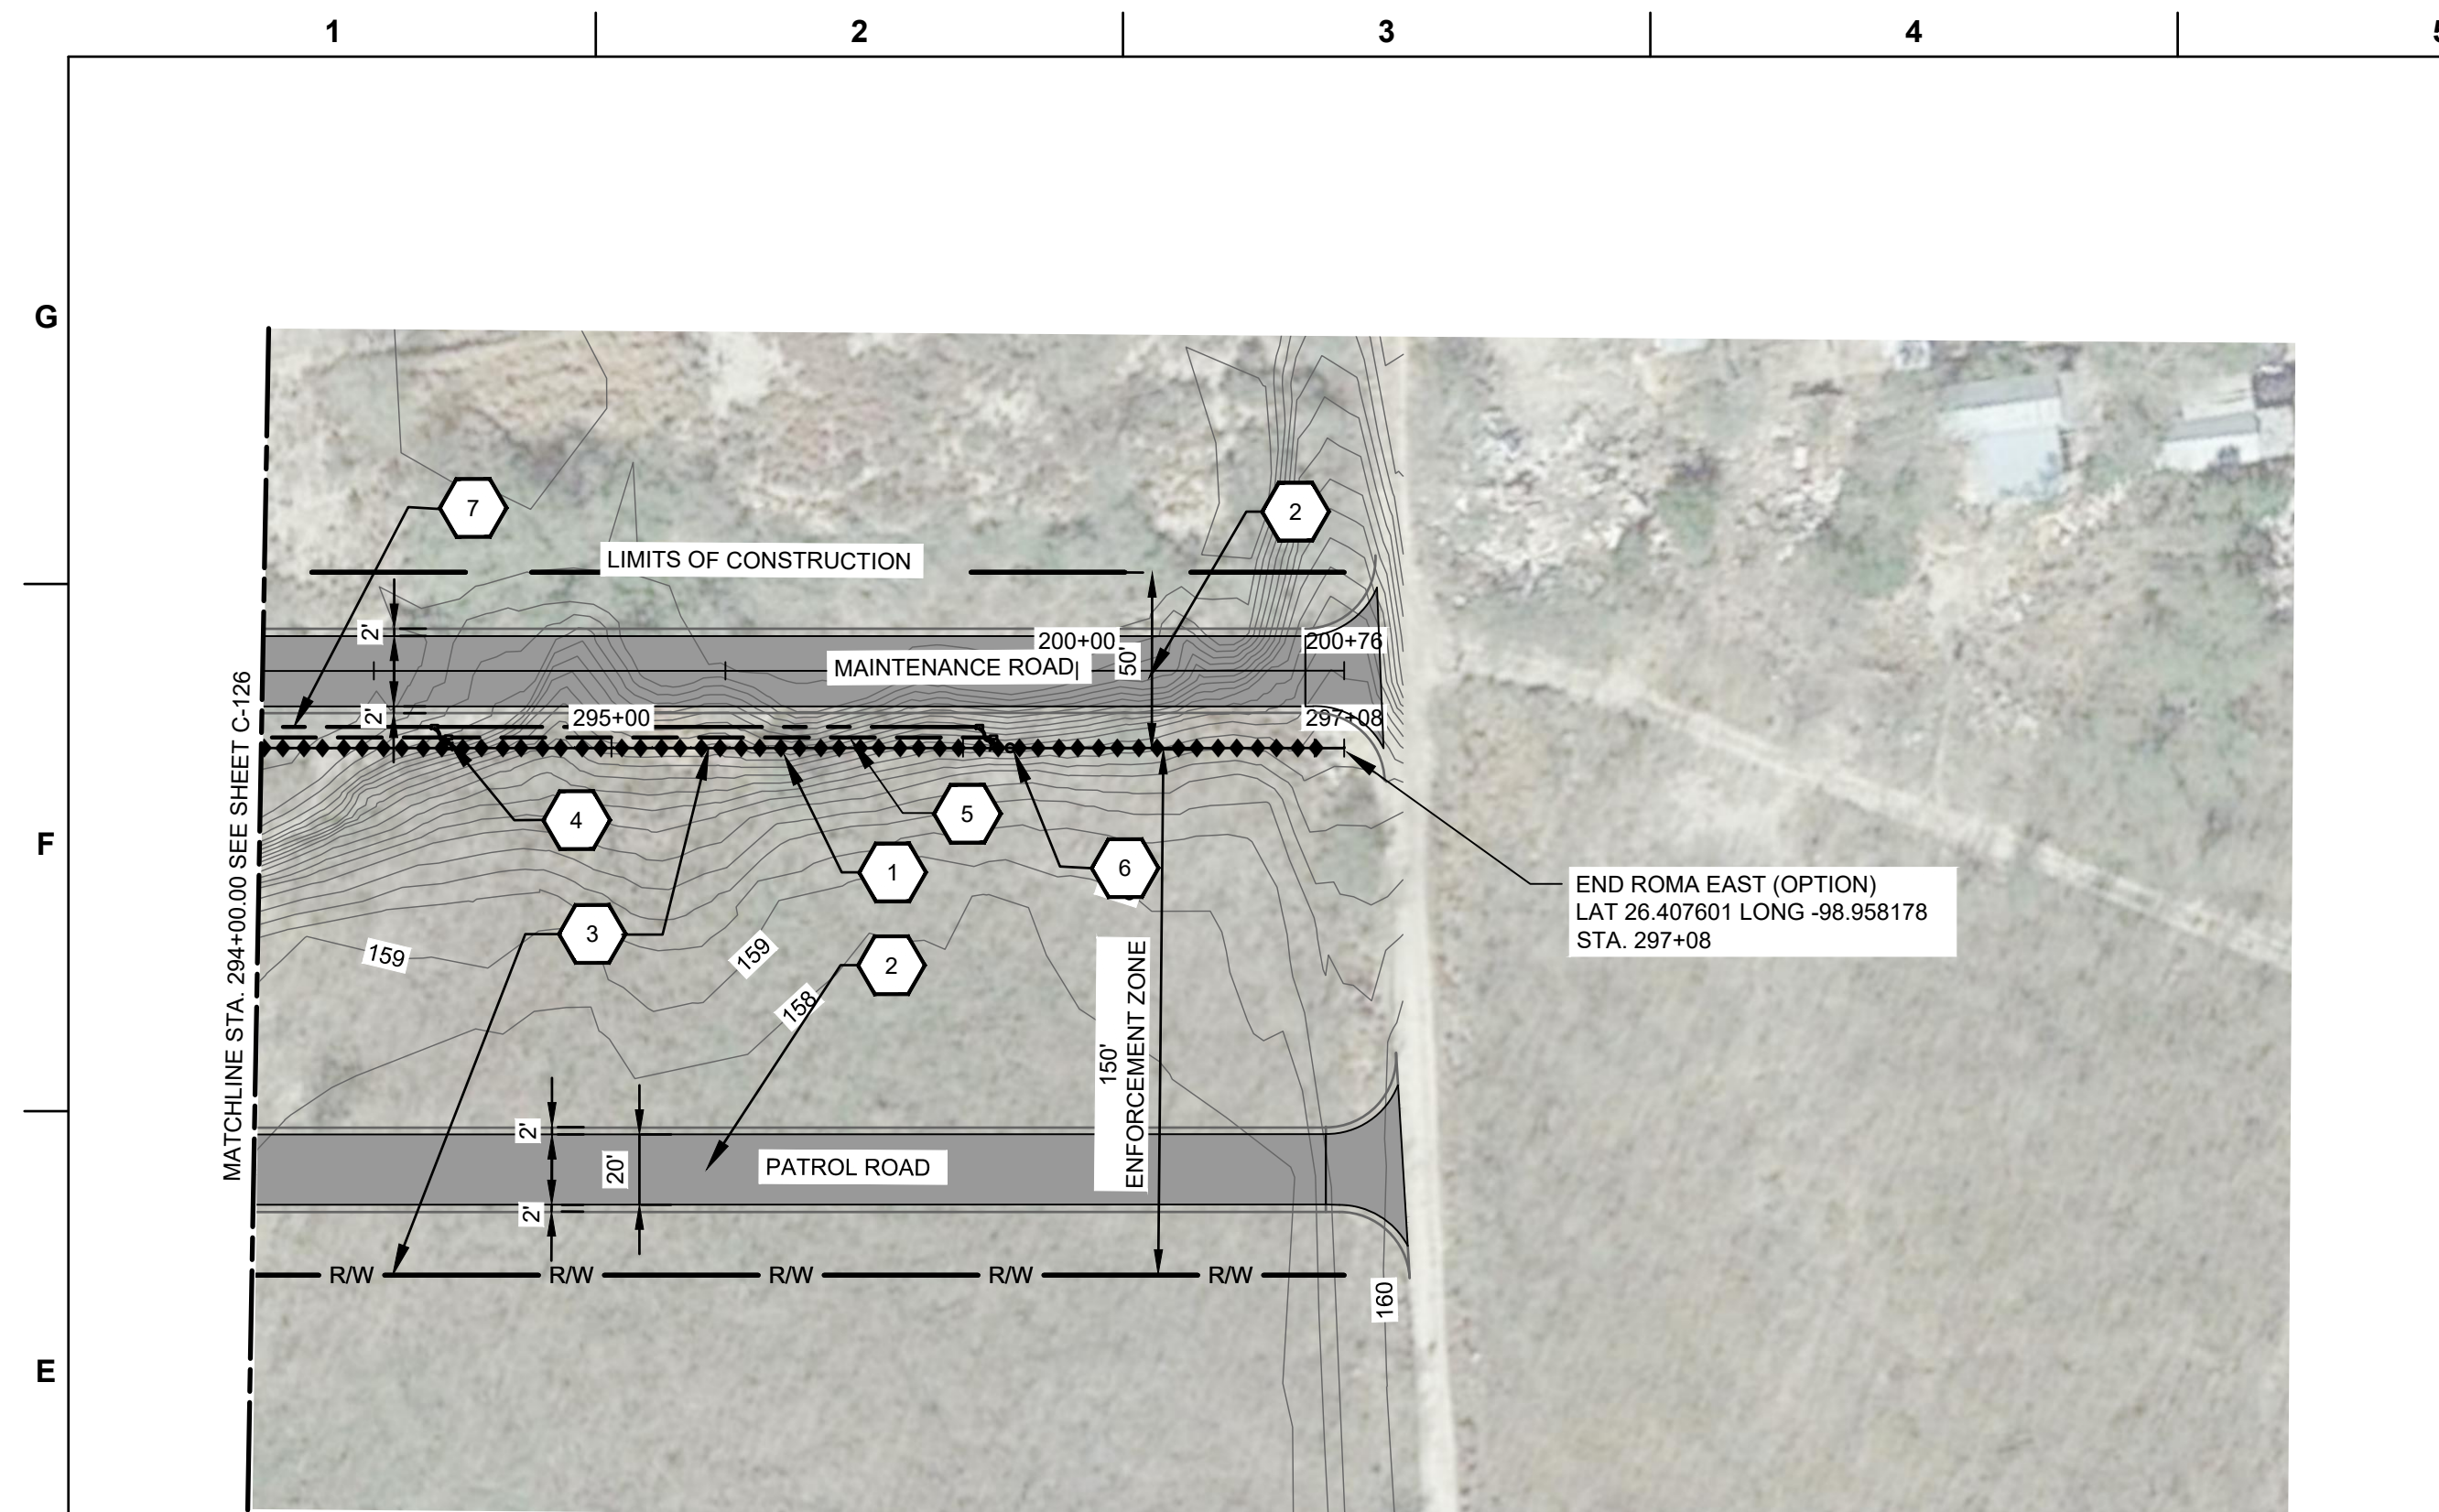 1 2 3 4
G
7
2
LIMITS OF CONSTRUCTION
2'
200+00
200+76
MAINTENANCE ROAD
50'
2'
295+00
297+08
MATCHLINE STA. 294+00.00 SEE SHEET C-126
4
5
F
1
6
END ROMA EAST (OPTION)
LAT 26.407601 LONG -98.958178
STA. 297+08
3
159
159
2
158
150'
ENFORCEMENT ZONE
2'
20'
PATROL ROAD
2'
R/W R/W R/W R/W R/W
160
E